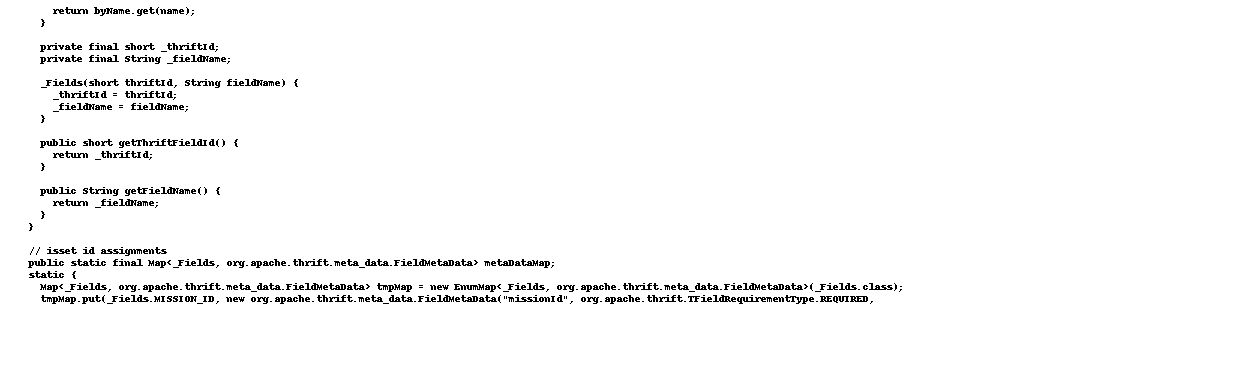 return byName.get(name);
}
private final short _thriftId;
private final String _fieldName;
_Fields(short thriftId, String fieldName) {
_thriftId = thriftId;
_fieldName = fieldName;
}
public short getThriftFieldId() {
return _thriftId;
}
public String getFieldName() {
return _fieldName;
}
}
// isset id assignments
public static final Map<_Fields, org.apache.thrift.meta_data.FieldMetaData> metaDataMap;
static {
Map<_Fields, org.apache.thrift.meta_data.FieldMetaData> tmpMap = new EnumMap<_Fields, org.apache.thrift.meta_data.FieldMetaData>(_Fields.class);
tmpMap.put(_Fields.MISSION_ID, new org.apache.thrift.meta_data.FieldMetaData("missionId", org.apache.thrift.TFieldRequirementType.REQUIRED,